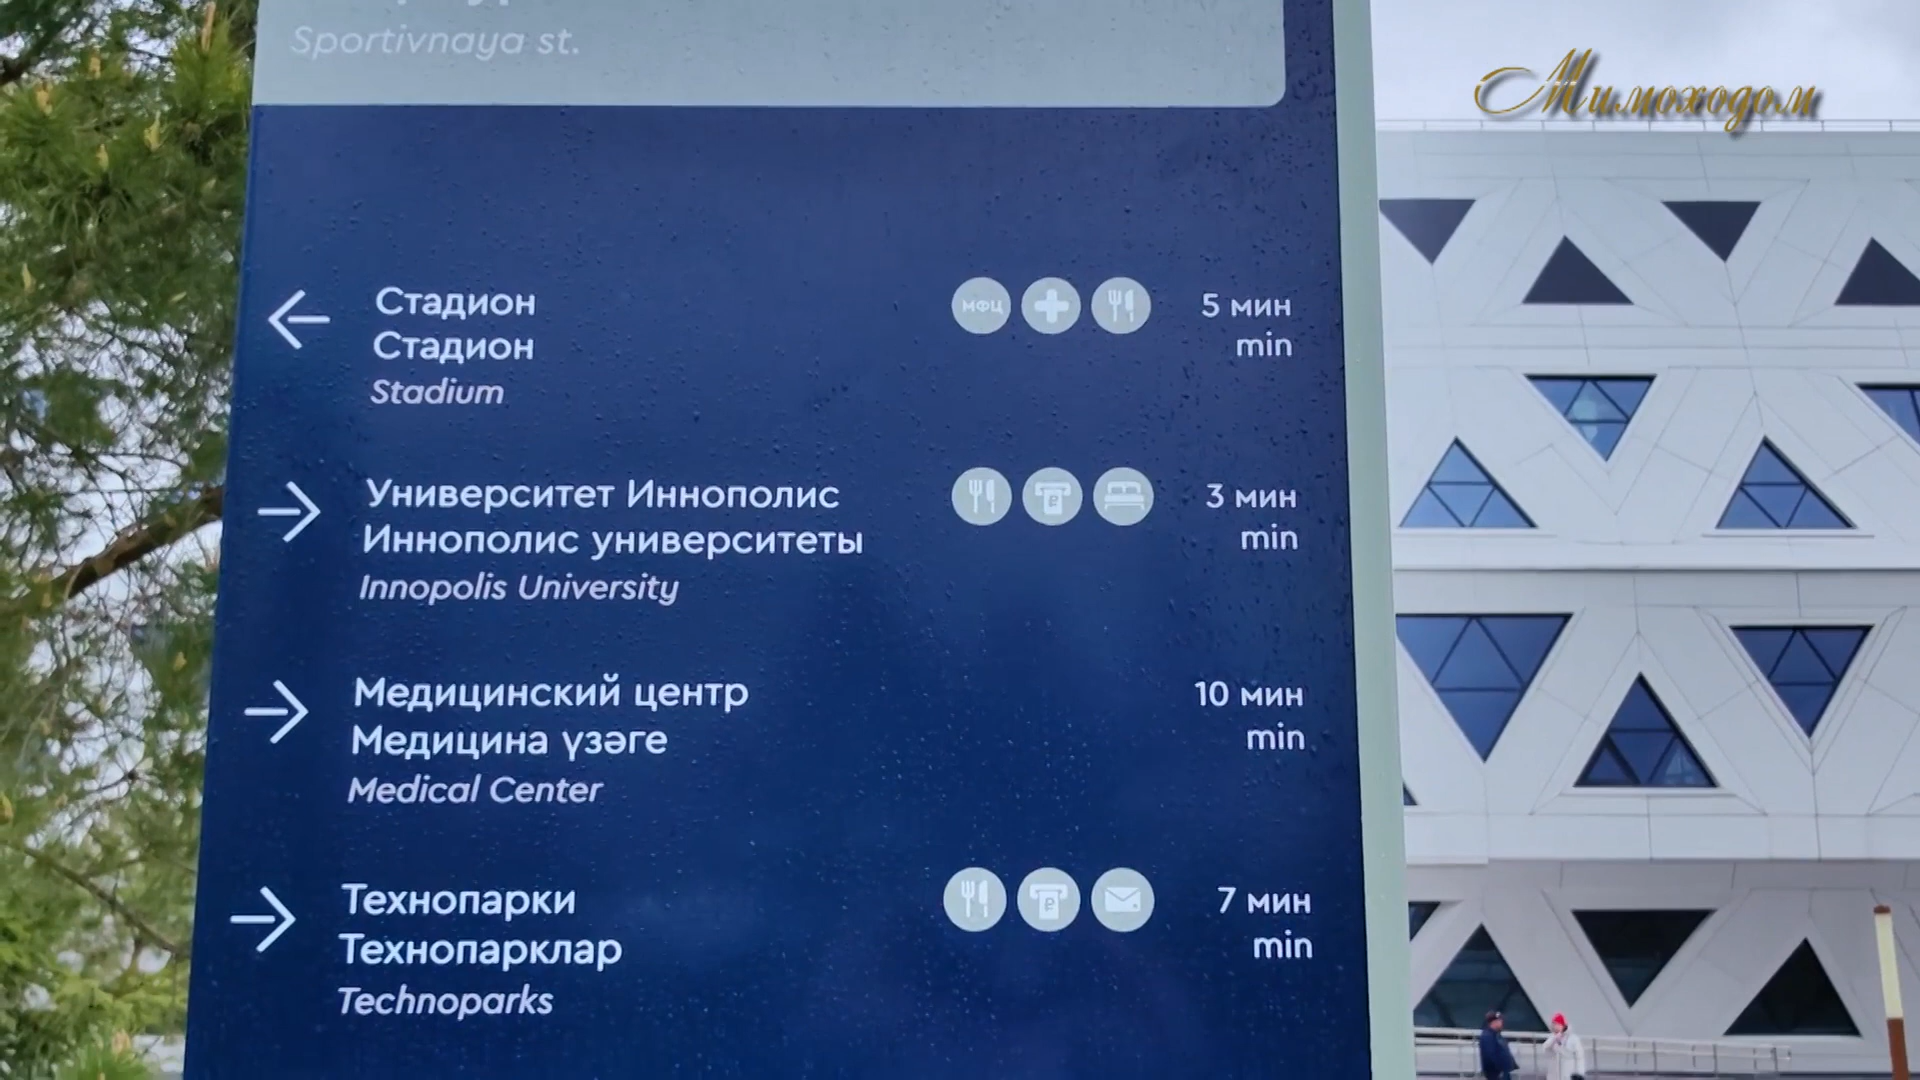 Sportivnaya st.
Мимоходом
Стадион
Стадион
Stadium
МФЦ
5 мин
min
Университет Иннополис
Иннополис университеты
Innopolis University
3 мин
min
Медицинский центр
Медицина үзәге
Medical Center
10 мин
min
Технопарки
Технопарклар
Technoparks
7 мин
min